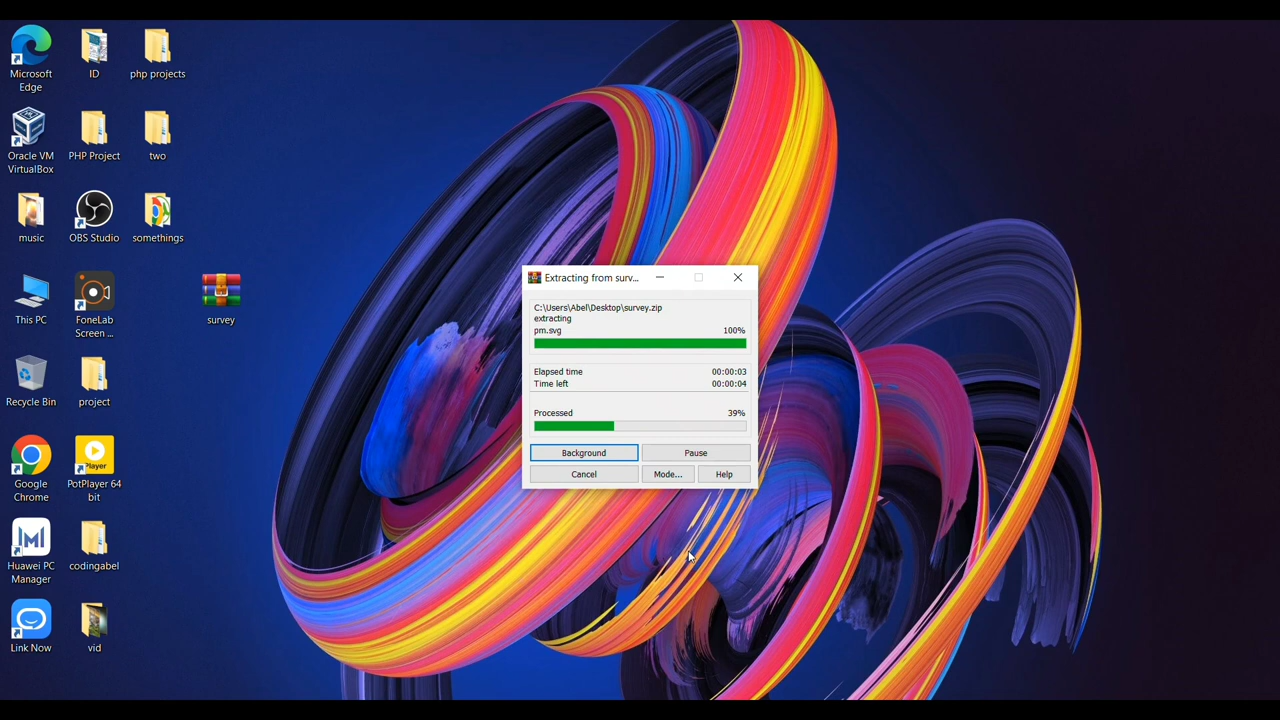 Microsoft
Edge
ID
php projects
Oracle VM
VirtualBox
PHP Project
two
music
OBS Studio
somethings
This PC
FoneLab
Screen ...
survey
Recycle Bin
project
Google
Chrome
Player
PotPlayer 64
bit
Huawei PC
Manager
codingabel
Link Now
vid
Extracting from surv...
C:\Users\Abel\Desktop\survey.zip
extracting
pm.svg 100%
Elapsed time 00:00:03
Time left 00:00:04
Processed 39%
Background Pause
Cancel Mode... Help